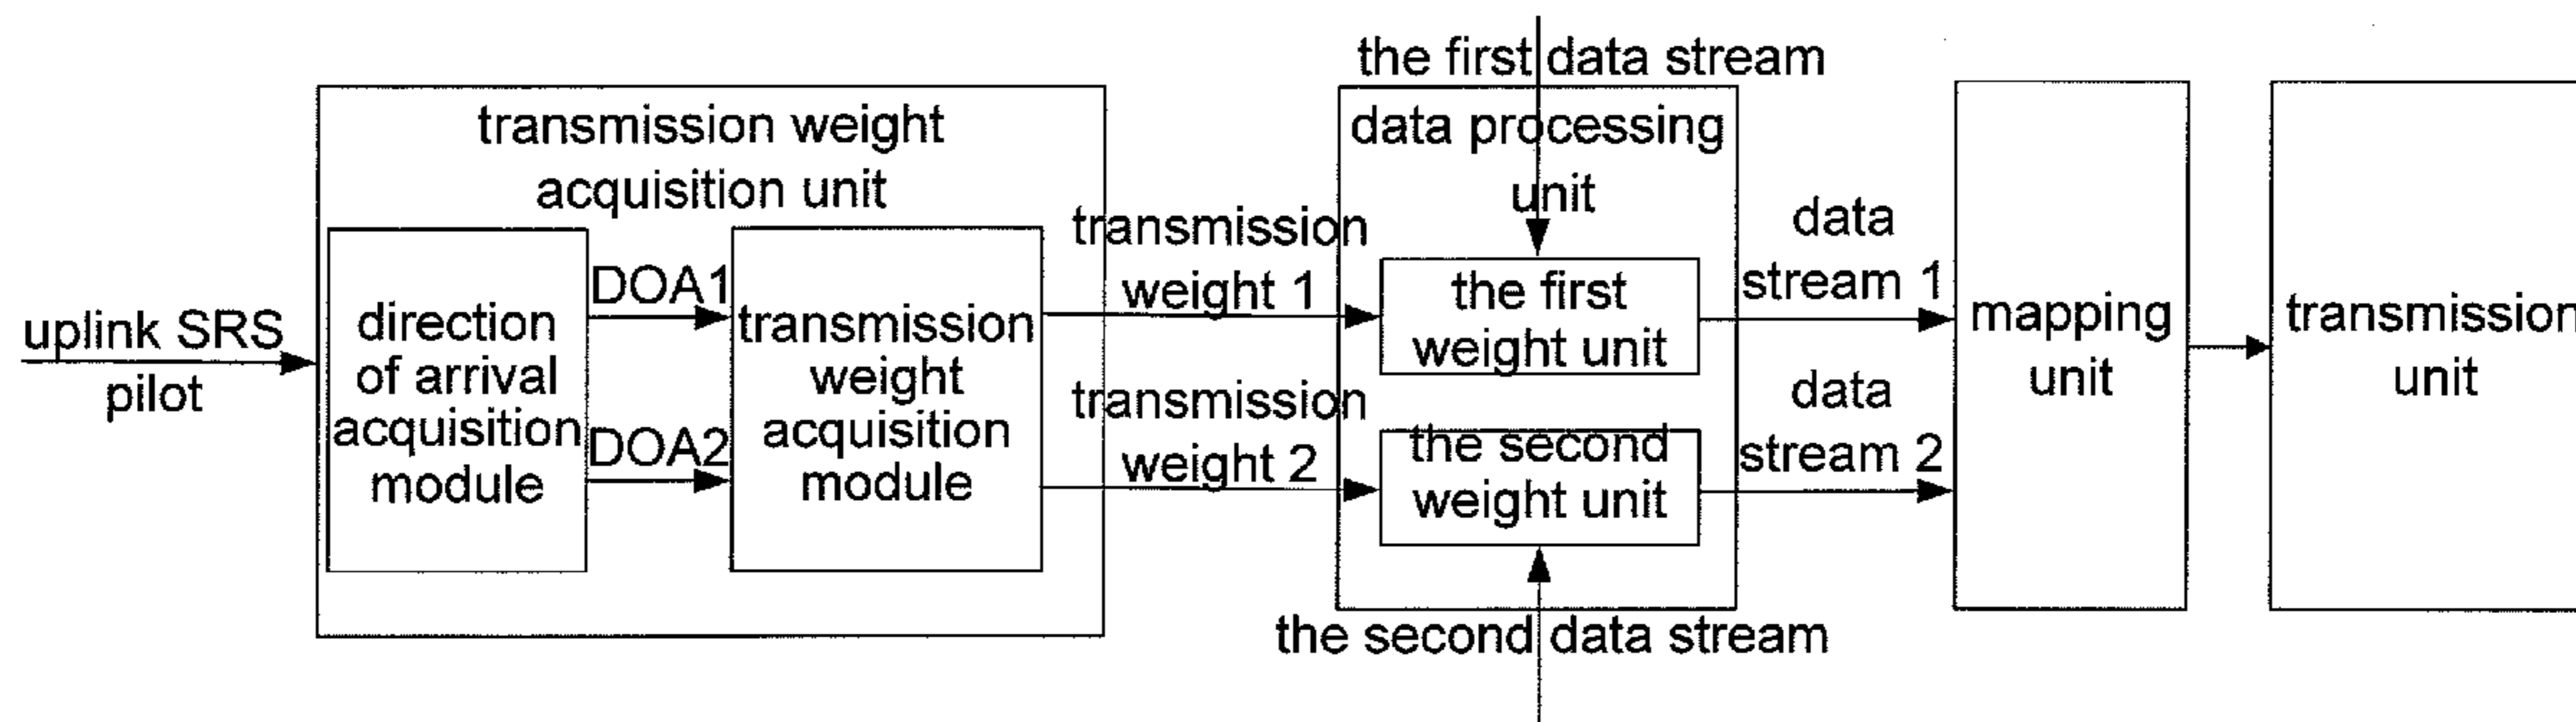 the first data stream
transmission weight
acquisition unit
data processing
unit
uplink SRS
pilot
direction
of arrival
acquisition
module
DOA1
DOA2
transmission
weight
acquisition
module
transmission
weight 1
transmission
weight 2
the first
weight unit
the second
weight unit
data
stream 1
data
stream 2
mapping
unit
transmission
unit
the second data stream